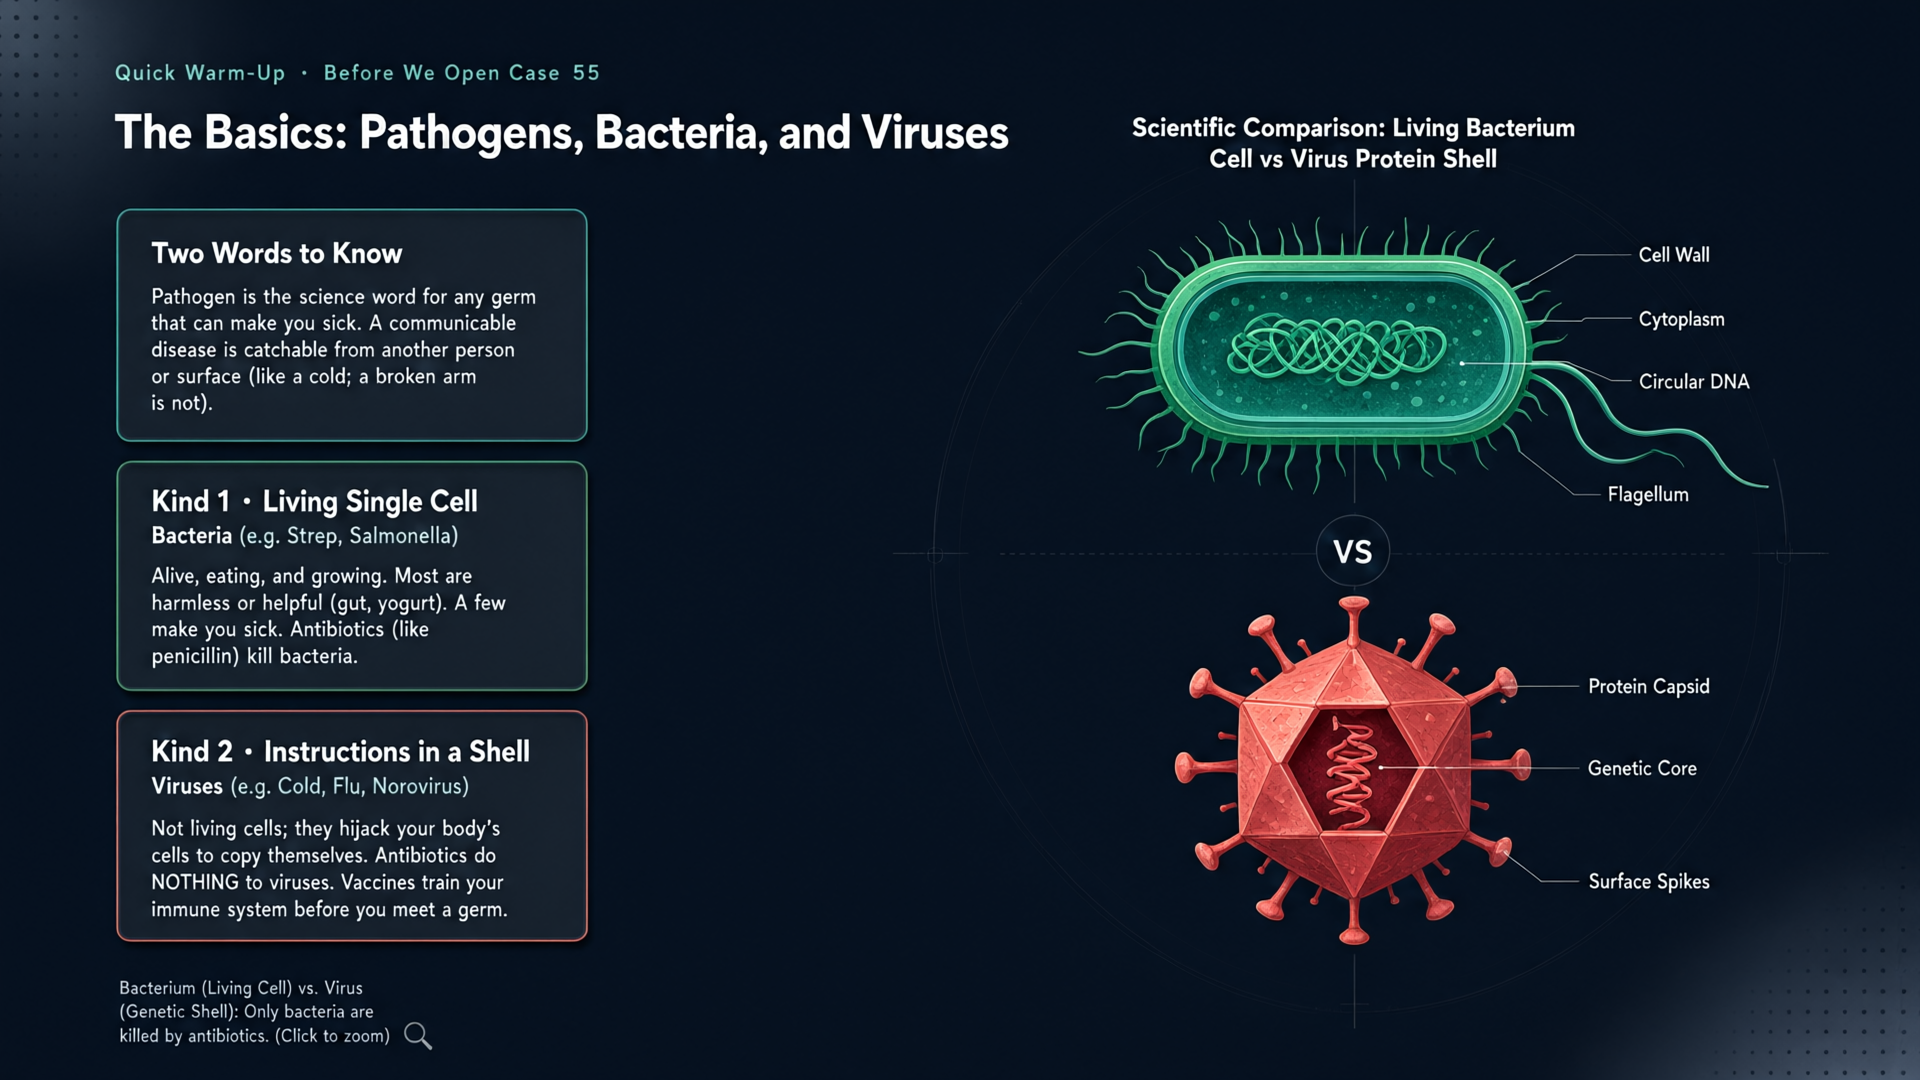 Quick Warm-Up · Before We Open Case 55
The Basics: Pathogens, Bacteria, and Viruses
Two Words to Know
Pathogen is the science word for any germ
that can make you sick. A communicable
disease is catchable from another person
or surface (like a cold; a broken arm
is not).
Kind 1 · Living Single Cell
Bacteria (e.g. Strep, Salmonella)
Alive, eating, and growing. Most are
harmless or helpful (gut, yogurt). A few
make you sick. Antibiotics (like
penicillin) kill bacteria.
Kind 2 · Instructions in a Shell
Viruses (e.g. Cold, Flu, Norovirus)
Not living cells; they hijack your body's
cells to copy themselves. Antibiotics do
NOTHING to viruses. Vaccines train your
immune system before you meet a germ.
Bacterium (Living Cell) vs. Virus
(Genetic Shell): Only bacteria are
killed by antibiotics. (Click to zoom)
Scientific Comparison: Living Bacterium
Cell vs Virus Protein Shell
Cell Wall
Cytoplasm
Circular DNA
Flagellum
VS
Protein Capsid
Genetic Core
Surface Spikes